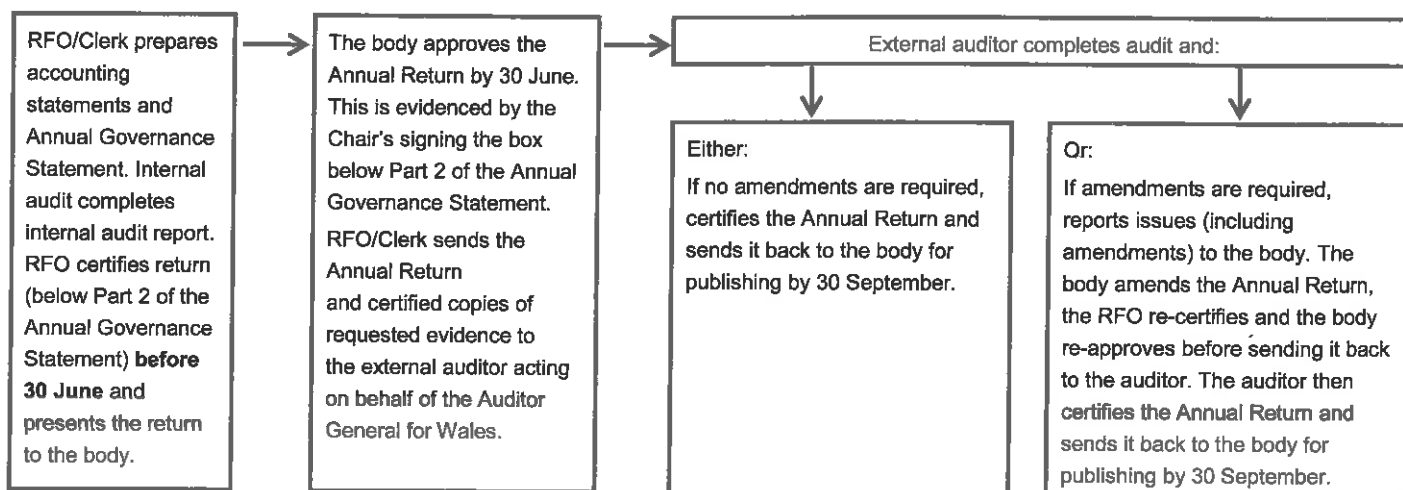 RFO/Clerk prepares
accounting
statements and
Annual Governance
Statement. Internal
audit completes
internal audit report.
RFO certifies return
(below Part 2 of the
Annual Governance
Statement) before
30 June and
presents the return
to the body.
The body approves the
Annual Return by 30 June.
This is evidenced by the
Chair's signing the box
below Part 2 of the Annual
Governance Statement.
RFO/Clerk sends the
Annual Return
and certified copies of
requested evidence to
the external auditor acting
on behalf of the Auditor
General for Wales.
External auditor completes audit and:
Either:
If no amendments are required,
certifies the Annual Return and
sends it back to the body for
publishing by 30 September.
Or:
If amendments are required,
reports issues (including
amendments) to the body. The
body amends the Annual Return,
the RFO re-certifies and the body
re-approves before sending it back
to the auditor. The auditor then
certifies the Annual Return and
sends it back to the body for
publishing by 30 September.